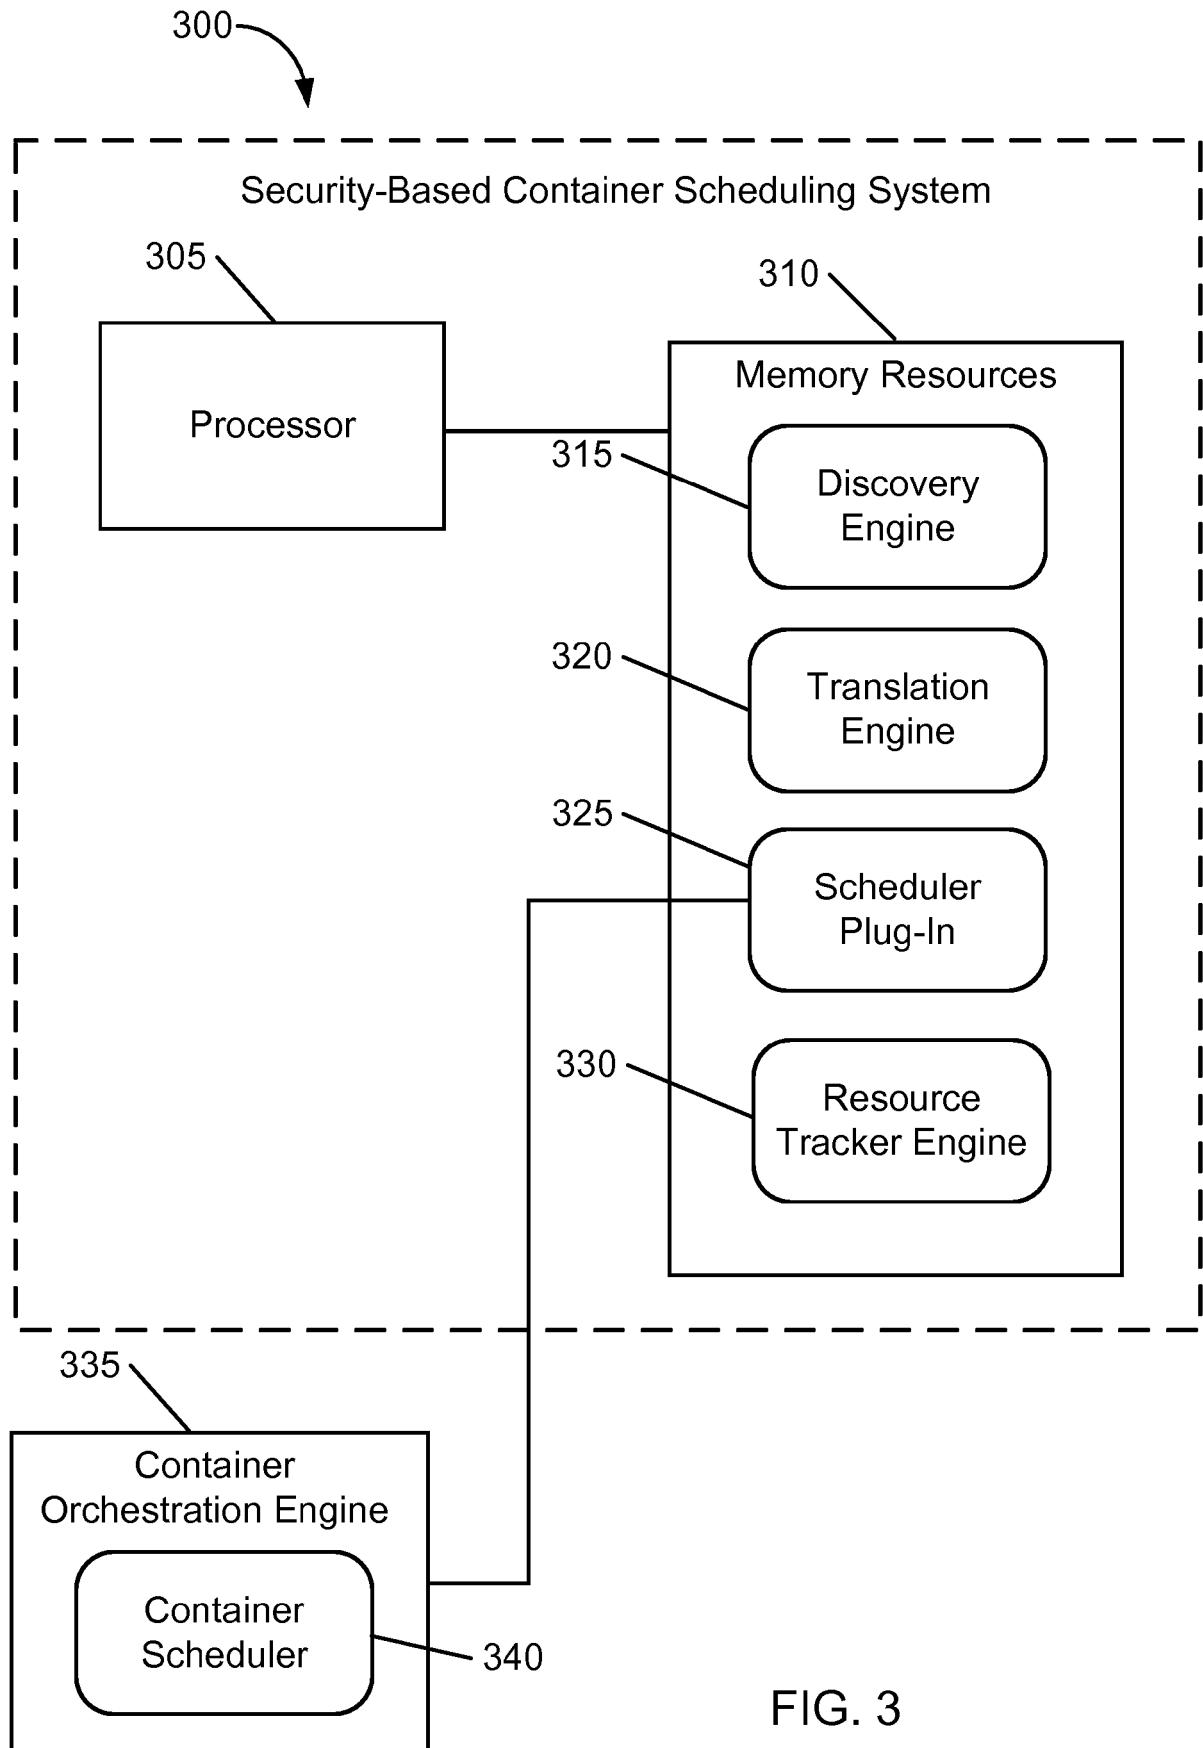 300
Security-Based Container Scheduling System
305
310
Processor
Memory Resources
315
Discovery
Engine
320
Translation
Engine
325
Scheduler
Plug-In
330
Resource
Tracker Engine
335
Container
Orchestration Engine
Container
Scheduler
340
FIG. 3